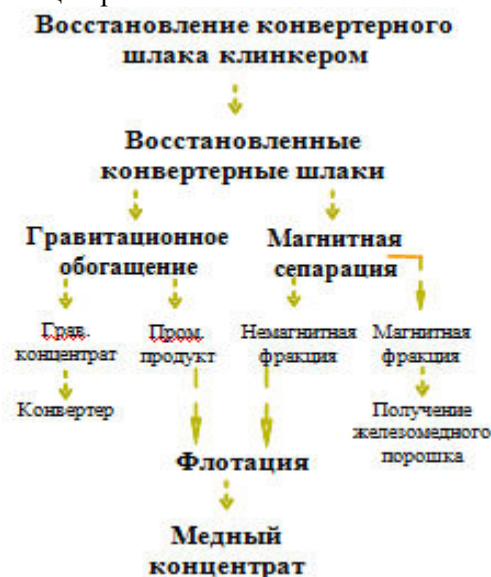 Восстановление конвертерного
шлака клинкером
Восстановленные
конвертерные шлаки
Гравитационное
обогащение
Магнитная
сепарация
Грав.
концентрат
Пром.
продукт
Немагнитная
фракция
Магнитная
фракция
Конвертер
Получение
железомедного
порошка
Флотация
Медный
концентрат